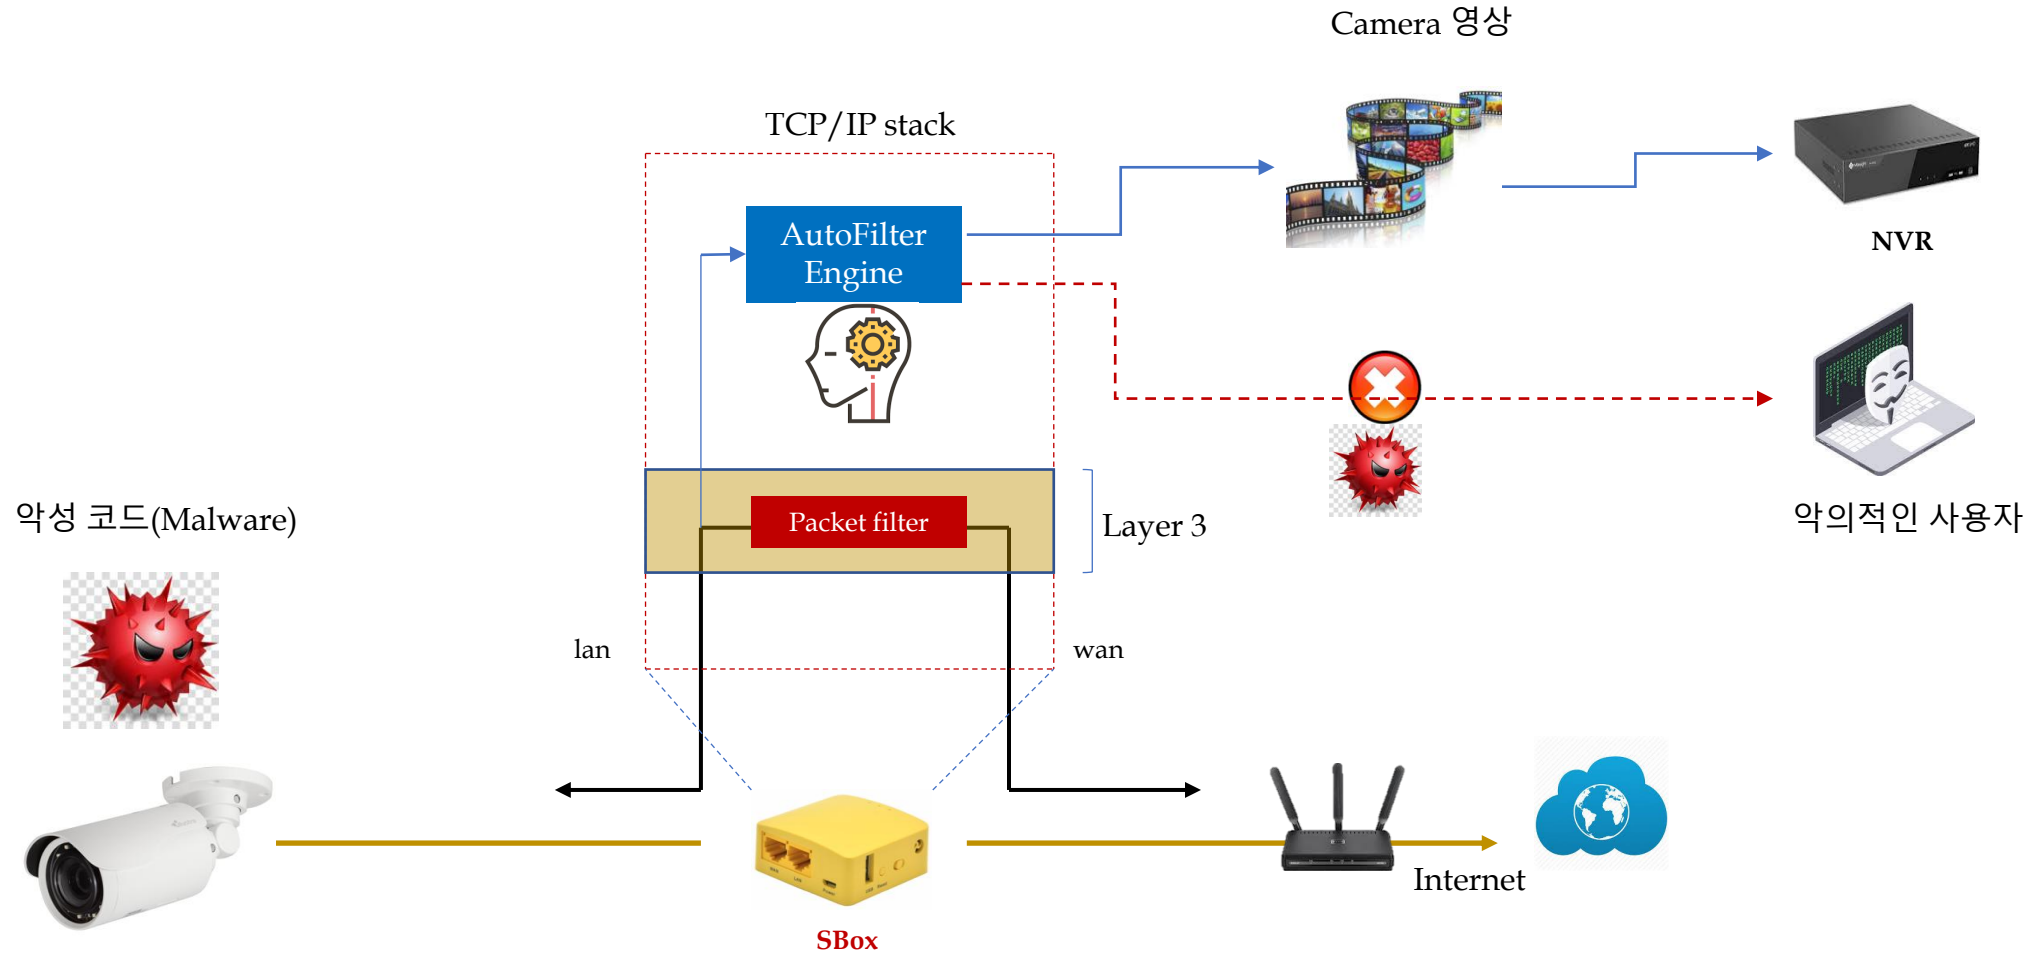 Camera 영상
TCP/IP stack
AutoFilter
Engine
NVR
Packet filter
Layer 3
악성 코드(Malware)
악의적인 사용자
lan
wan
Internet
SBox